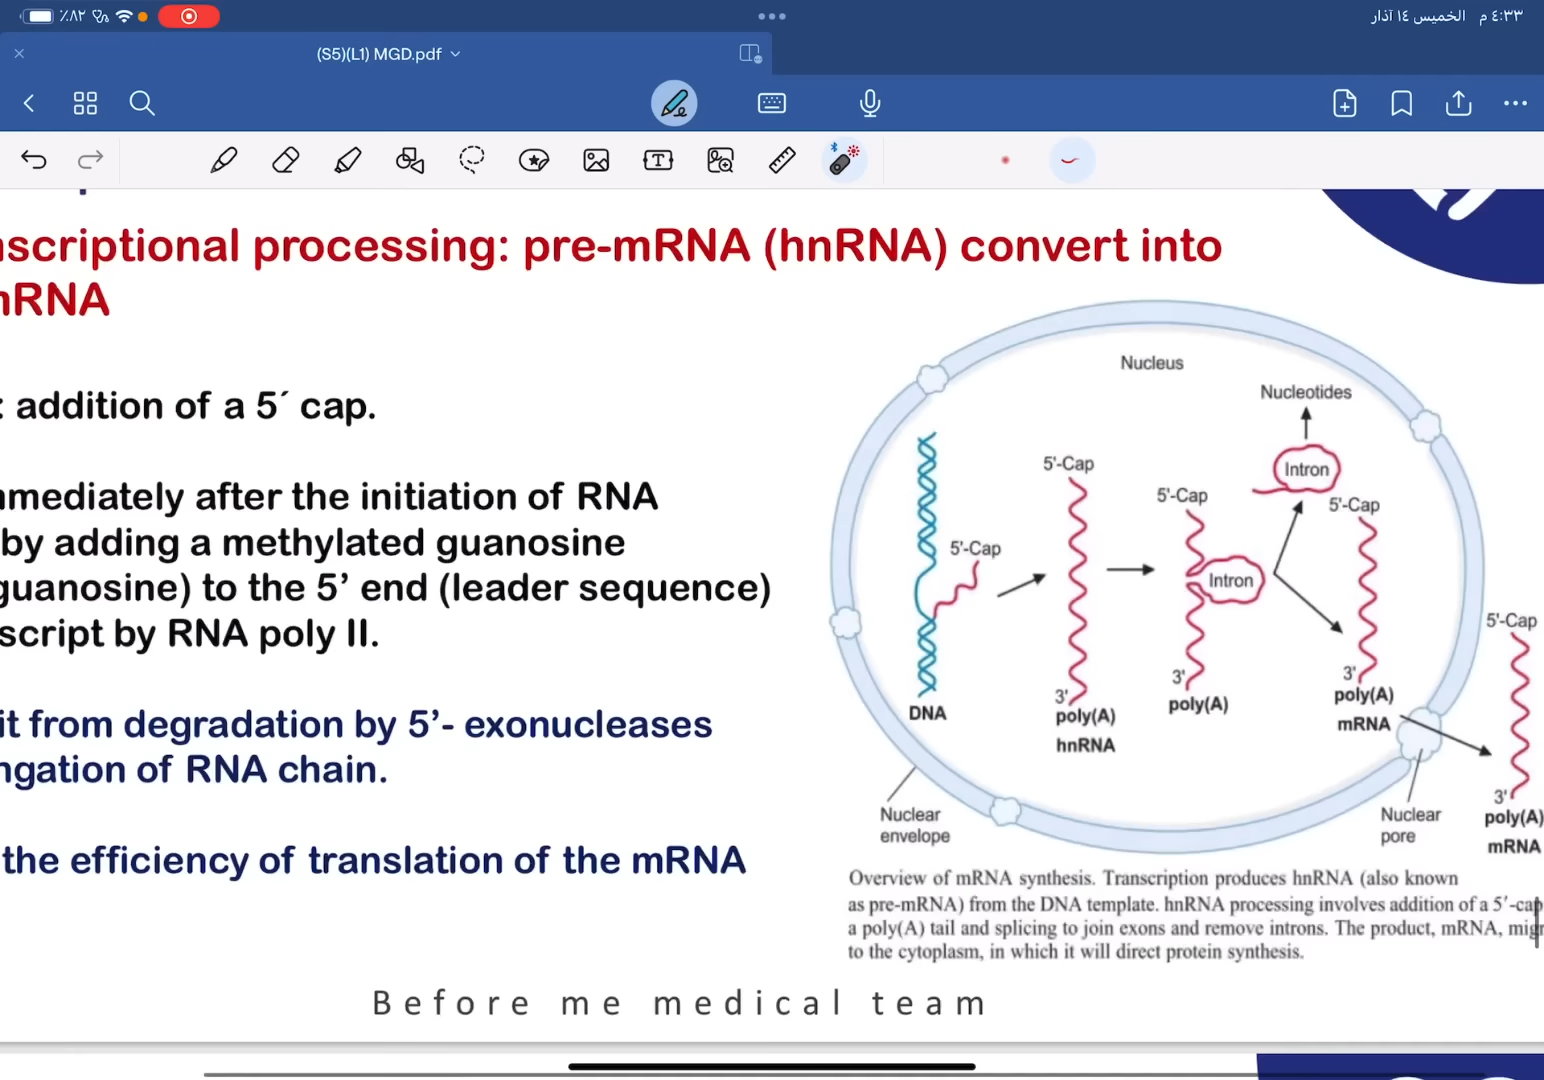 ٪٨٢
٤:٣٣ م الخميس ١٤ آذار
(S5)(L1) MGD.pdf
nscriptional processing: pre-mRNA (hnRNA) convert into
nRNA
: addition of a 5´ cap.
mmediately after the initiation of RNA
by adding a methylated guanosine
guanosine) to the 5’ end (leader sequence)
script by RNA poly II.
it from degradation by 5’- exonucleases
ngation of RNA chain.
the efficiency of translation of the mRNA
Nucleus
Nucleotides
Intron
5'-Cap
5'-Cap
5'-Cap
5'-Cap
Intron
5'-Cap
3'
poly(A)
mRNA
3'
poly(A)
3'
poly(A)
hnRNA
DNA
3'
poly(A)
mRNA
Nuclear
envelope
Nuclear
pore
Overview of mRNA synthesis. Transcription produces hnRNA (also known
as pre-mRNA) from the DNA template. hnRNA processing involves addition of a 5'-cap
a poly(A) tail and splicing to join exons and remove introns. The product, mRNA, migr
to the cytoplasm, in which it will direct protein synthesis.
Before me medical team